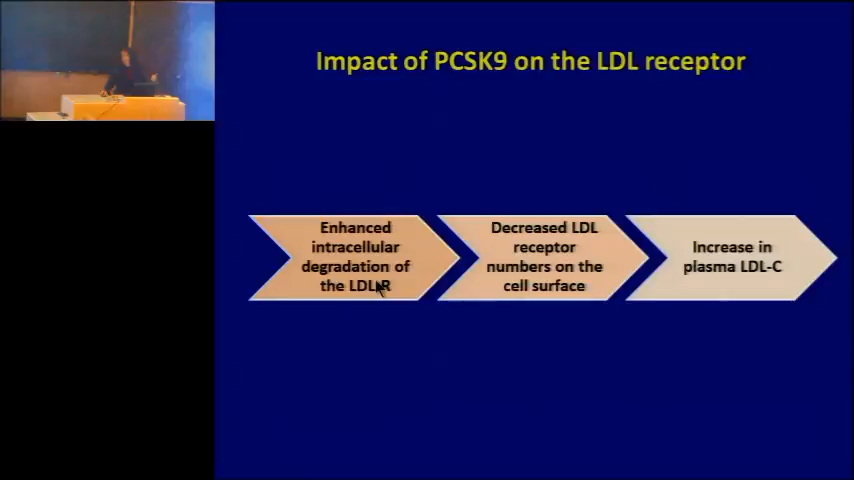 Impact of PCSK9 on the LDL receptor
Enhanced
intracellular
degradation of
the LDL-R
Decreased LDL
receptor
numbers on the
cell surface
Increase in
plasma LDL-C